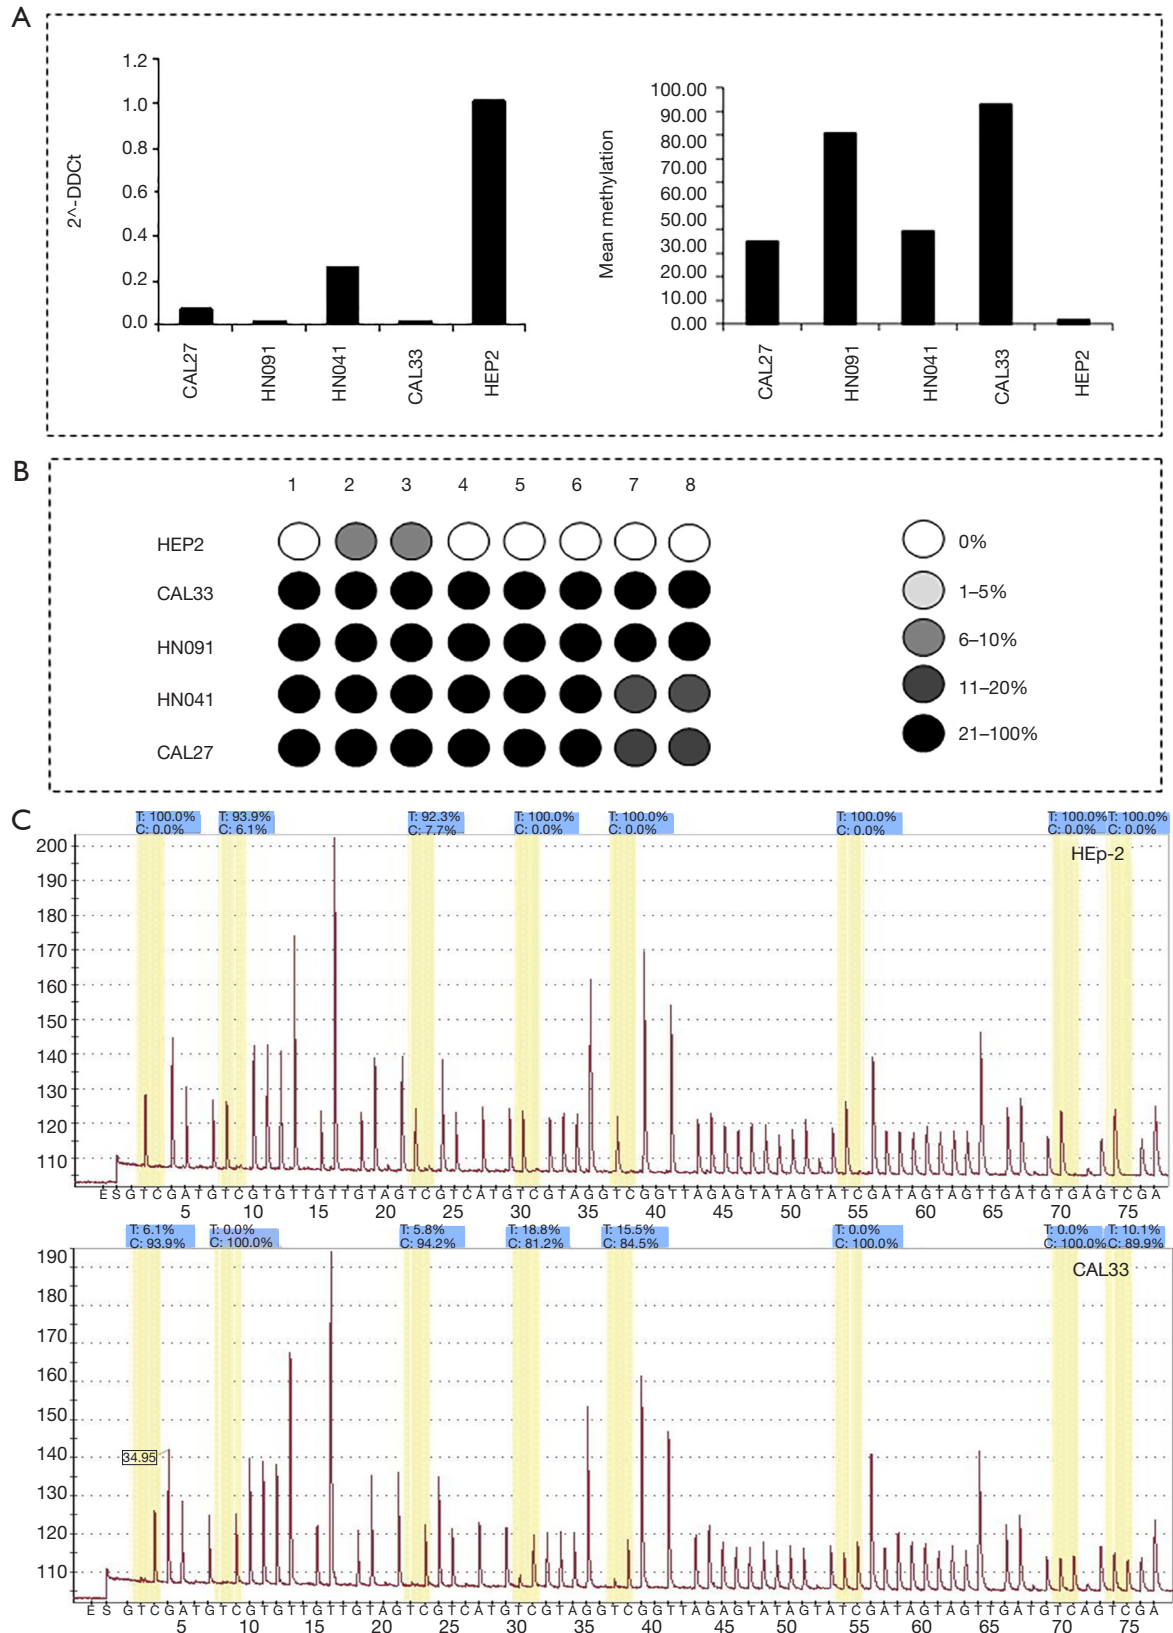 A
1.2
1.0
0.8
0.6
0.4
0.2
0.0
2^-DDCt
CAL27
HN091
HN041
CAL33
HEP2
100.00
90.00
80.00
70.00
60.00
50.00
30.00
20.00
10.00
0.00
Mean methylation
CAL27
HN091
HN041
CAL33
HEP2
B
1 2 3 4 5 6 7 8
HEP2
CAL33
HN091
HN041
CAL27
0%
1–5%
6–10%
11–20%
21–100%
C
T: 100.0% T: 93.9% T: 92.3% T: 100.0% T: 100.0% T: 100.0% T: 100.0% T: 100.0%
C: 0.0% C: 6.1% C: 7.7% C: 0.0% C: 0.0% C: 0.0% C: 0.0% C: 0.0%
HEp-2
200
190
180
170
160
150
140
130
120
110
E S G T C G A T G T C G T G T T G T T G T A G T C G T C A T G T C G T A G G T C G G T T A G A G T A T A G T A T C G A T A G T A G T T G A T G T G A G T C G A
5 10 15 20 25 30 35 40 45 50 55 60 65 70 75
T: 6.1% T: 0.0% T: 5.8% T: 18.8% T: 15.5% T: 0.0% T: 0.0% T: 10.1%
C: 93.9% C: 100.0% C: 94.2% C: 81.2% C: 84.5% C: 100.0% C: 100.0% C: 89.9%
CAL33
190
180
170
160
150
140
130
120
110
34.95
E S G T C G A T G T C G T G T T G T T G T A G T C G T C A T G T C G T A G G T C G G T T A G A G T A T A G T A T C G A T A G T A G T T G A T G T C A G T C G A
5 10 15 20 25 30 35 40 45 50 55 60 65 70 75